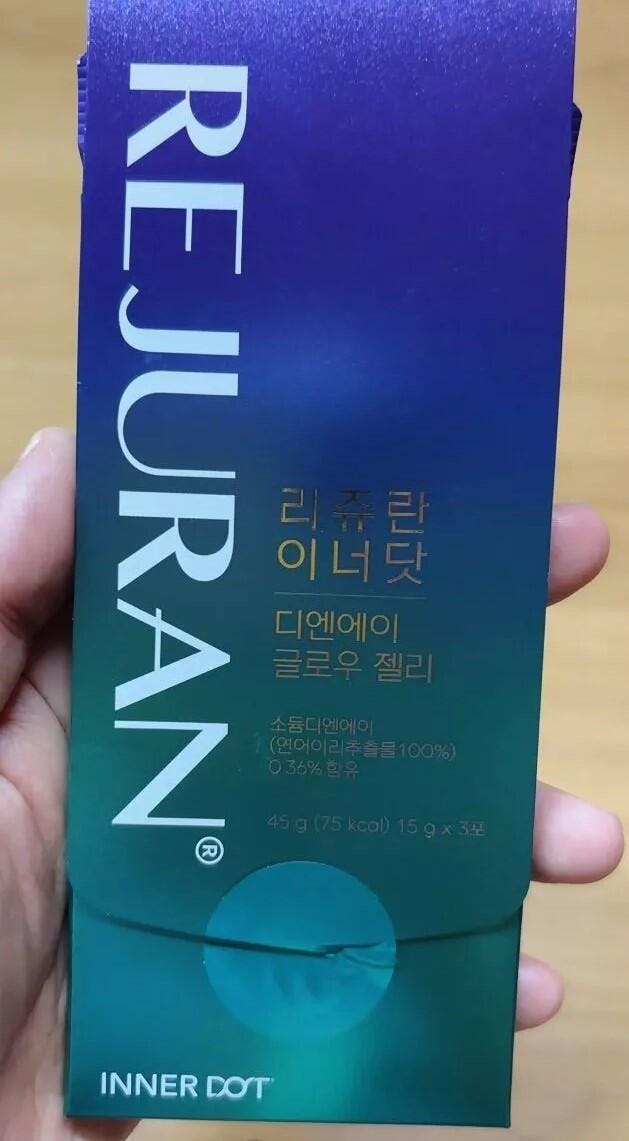 REJURAN®
리쥬란
이너닷
디엔에이
글로우 젤리
소듐디엔에이
(연어이리추출물100%)
0.36% 함유
45 g (75 kcal) 15 g x 3포
INNER DOT